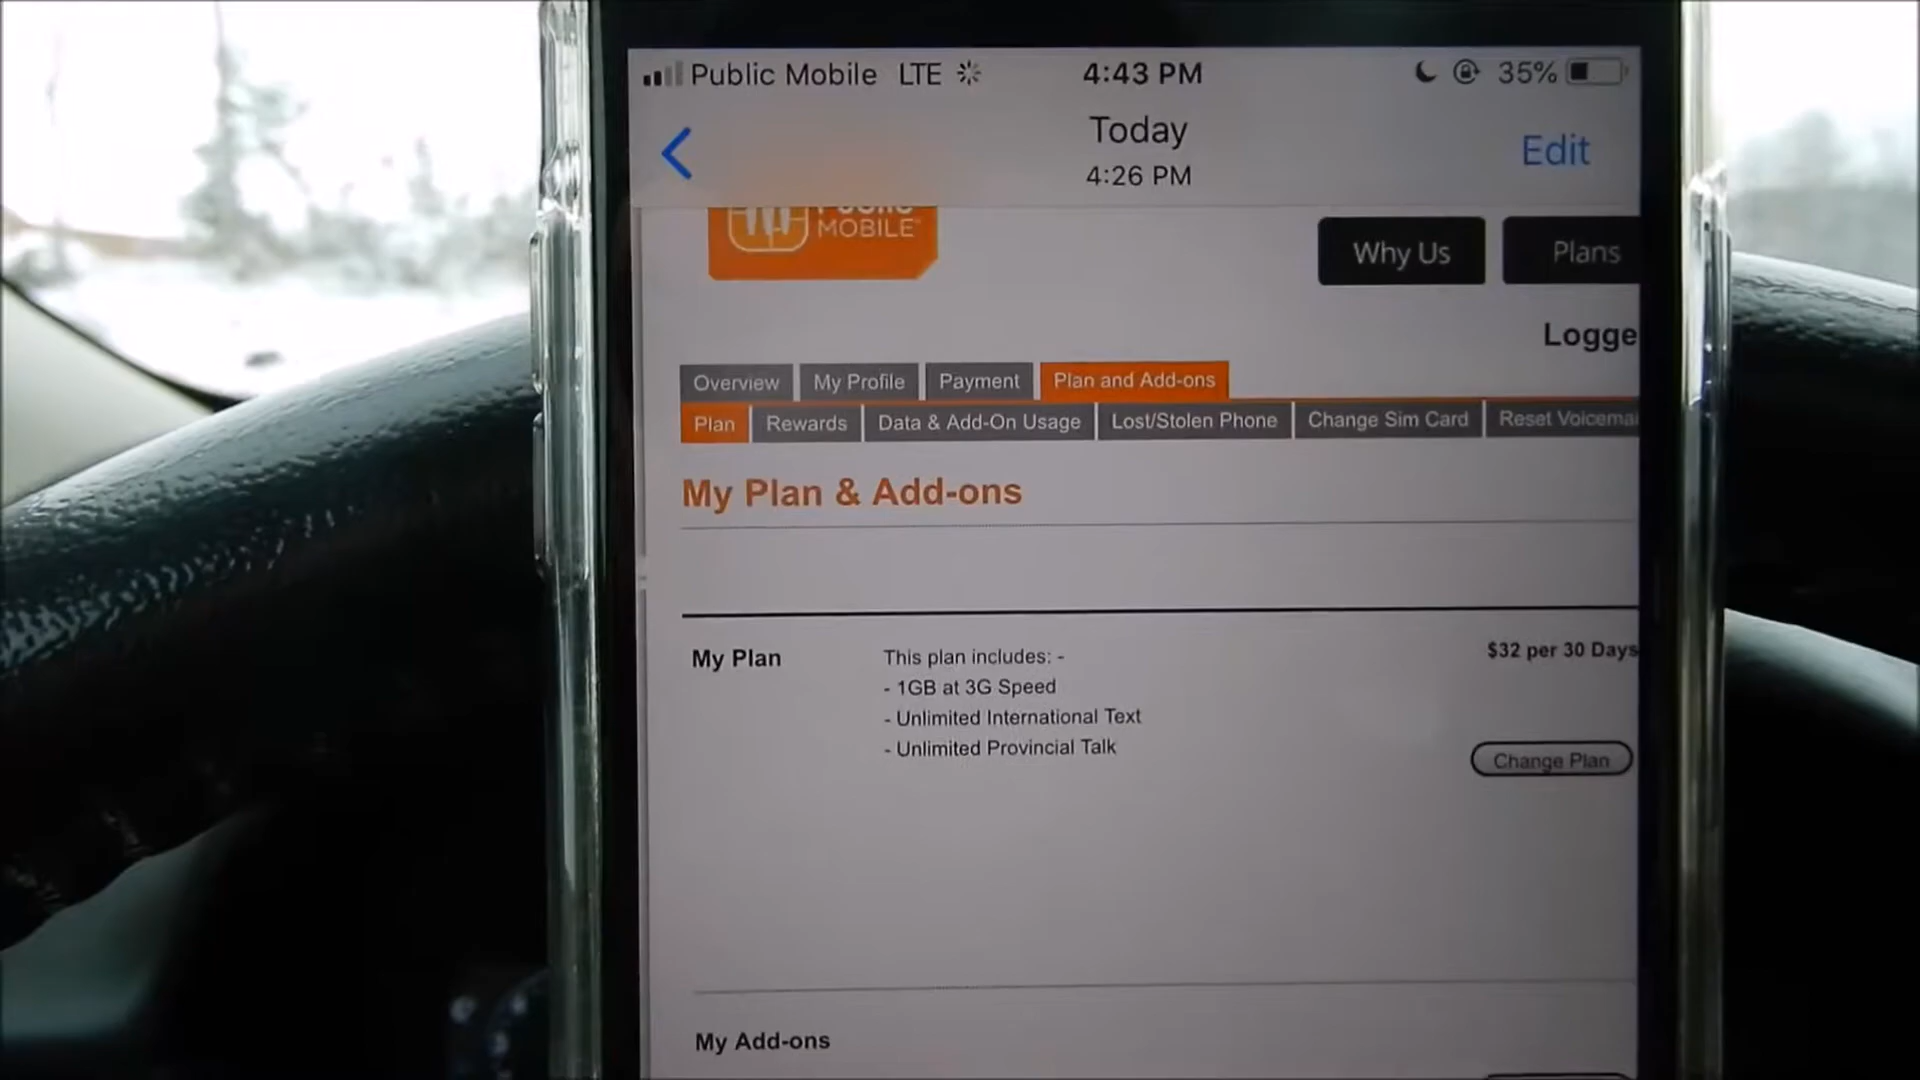 Public Mobile LTE 4:43 PM 35%
Today
4:26 PM
Edit
Public
MOBILE
Why Us Plans
Logge
Overview My Profile Payment Plan and Add-ons
Plan Rewards Data & Add-On Usage Lost/Stolen Phone Change Sim Card Reset Voicemai
My Plan & Add-ons
My Plan This plan includes: - $32 per 30 Days
- 1GB at 3G Speed
- Unlimited International Text
- Unlimited Provincial Talk
Change Plan
My Add-ons